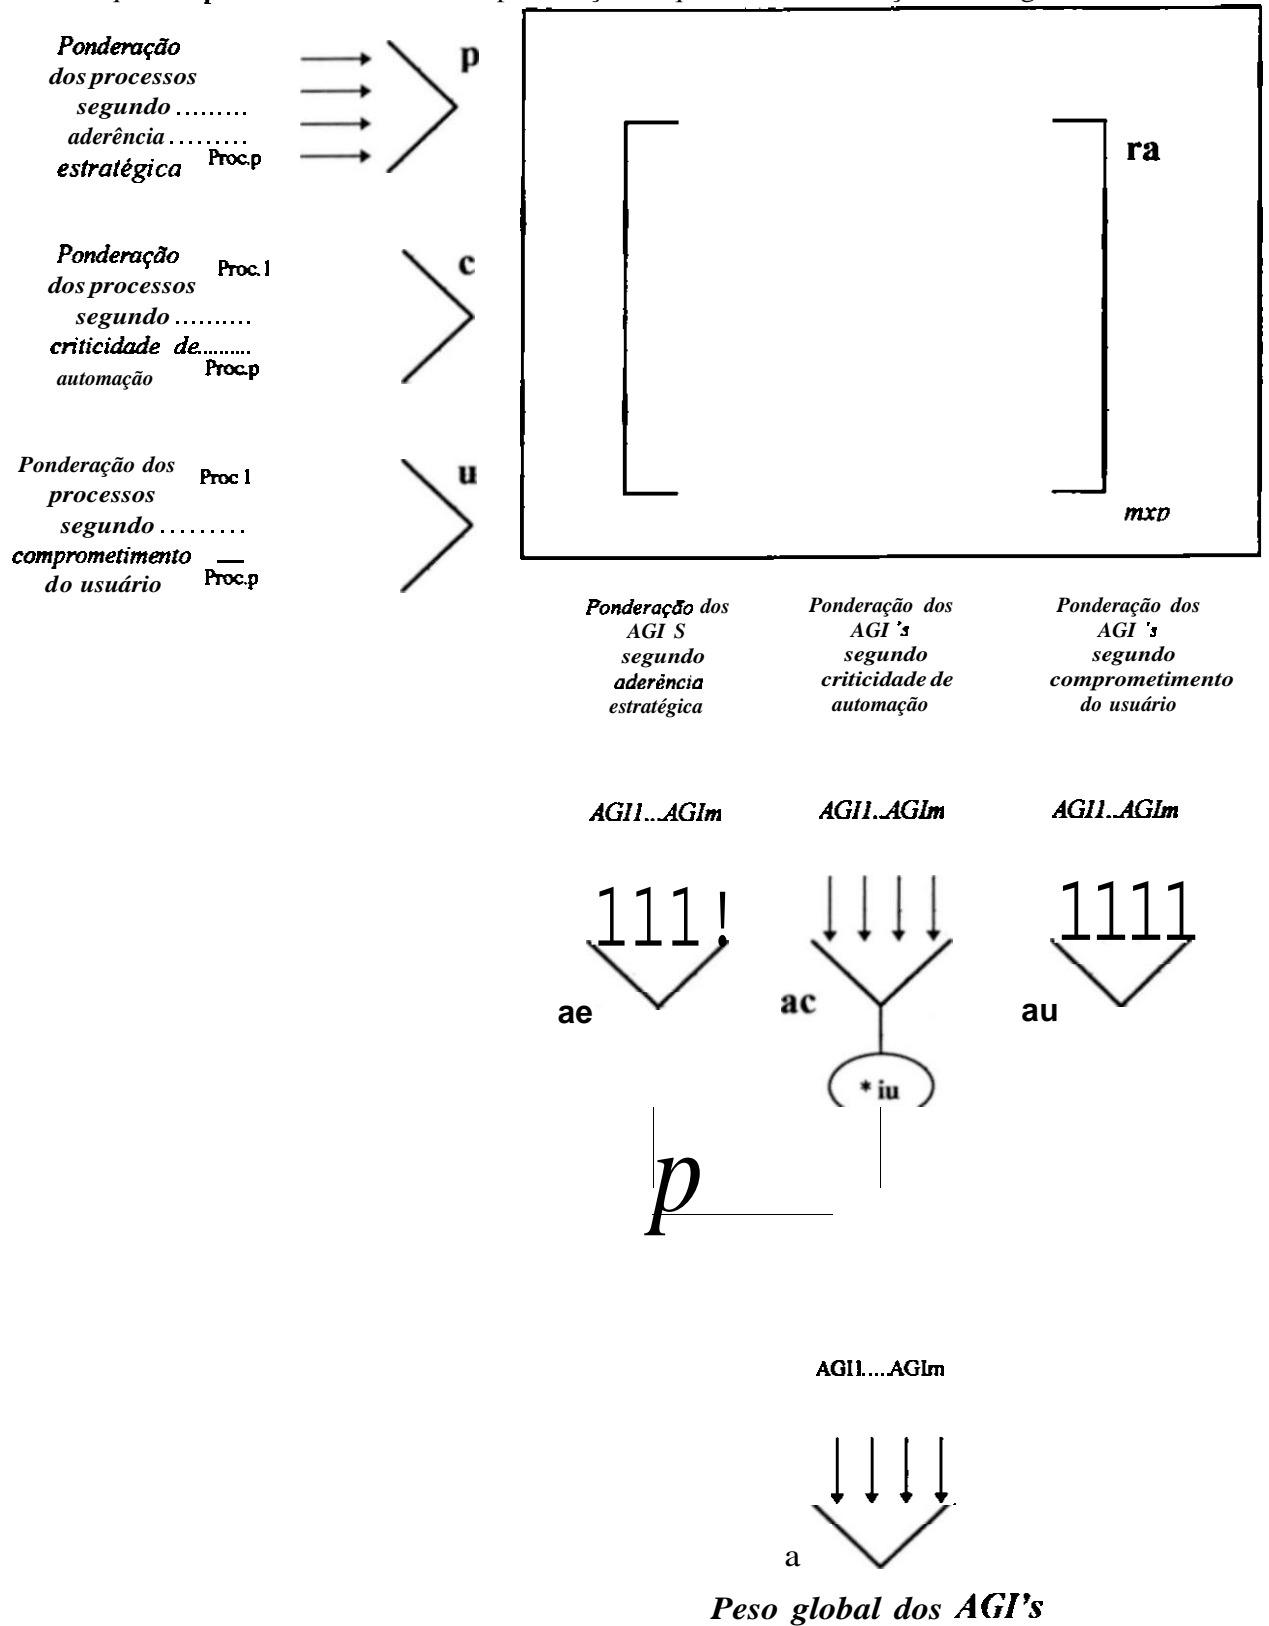 Ponderação
dos processos
segundo .........
aderência .........
estratégica Proc.p
p
Ponderação
Proc.1
dos processos
segundo ..........
criticidade de.........
automação Proc.p
c
Ponderação dos
Proc 1
processos
segundo .........
comprometimento
do usuário Proc.p
u
ra
mxp
Ponderação dos
AGI S
segundo
aderência
estratégica
Ponderação dos
AGI 's
segundo
criticidade de
automação
Ponderação dos
AGI 's
segundo
comprometimento
do usuário
AGI1...AGIm
AGI1..AGIm
AGI1..AGIm
111!
1111
ae
ac
au
* iu
p
AGI1.....AGIm
a
Peso global dos AGI's